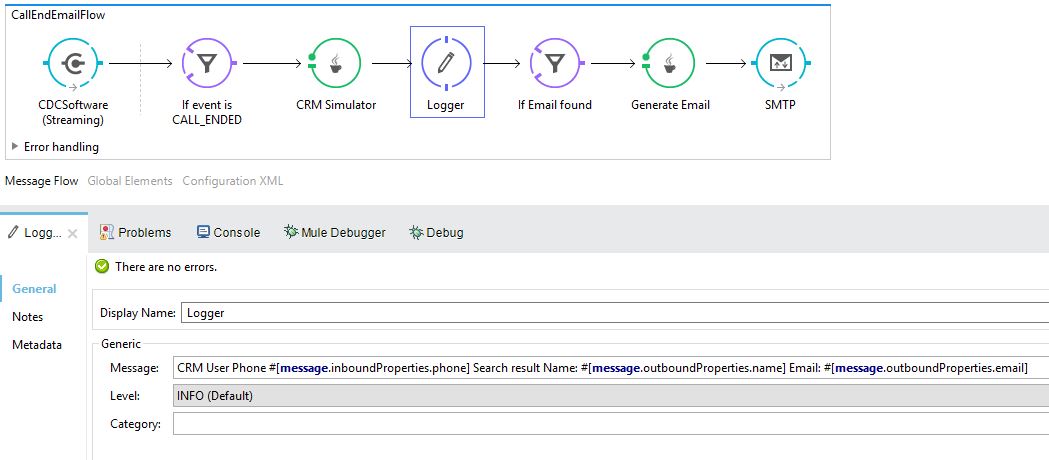 CallEndEmailFlow
CDCSoftware
(Streaming)
If event is
CALL_ENDED
CRM Simulator
Logger
If Email found
Generate Email
SMTP
Error handling
Message Flow Global Elements Configuration XML
Logg... Problems Console Mule Debugger Debug
There are no errors.
General
Notes
Metadata
Display Name: Logger
Generic
Message: CRM User Phone #[message.inboundProperties.phone] Search result Name: #[message.outboundProperties.name] Email: #[message.outboundProperties.email]
Level: INFO (Default)
Category: